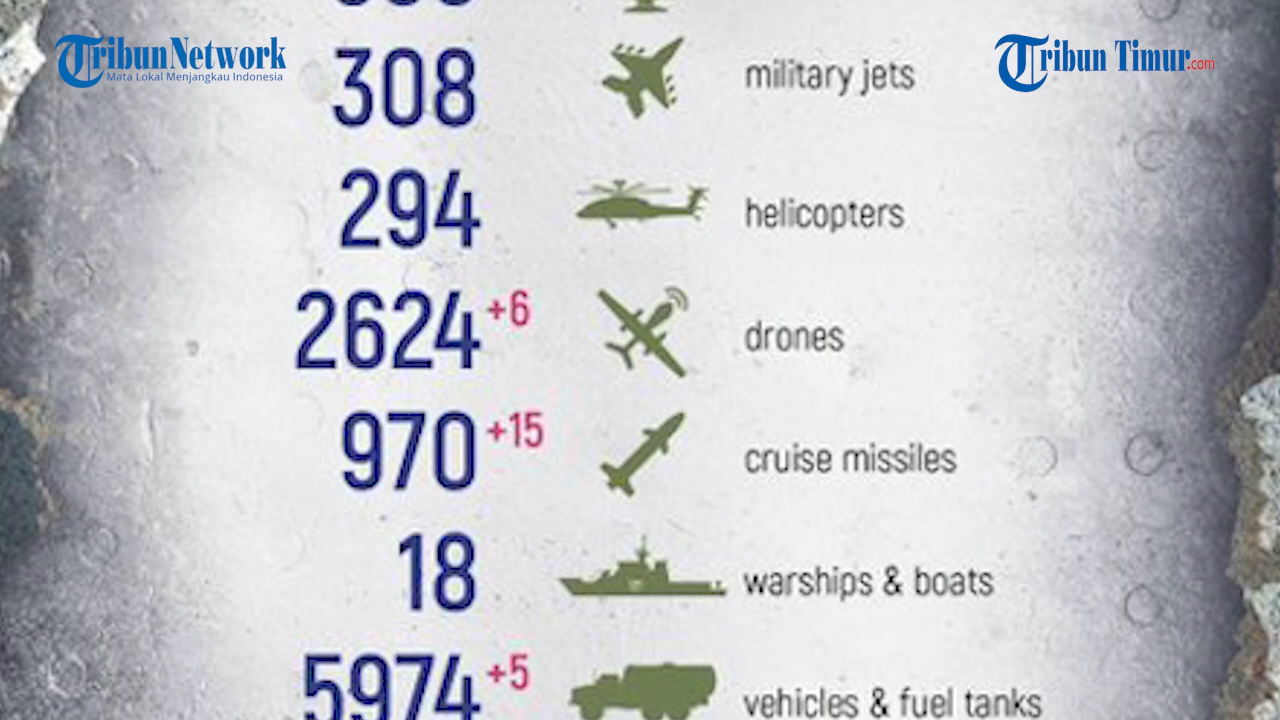 TribunNetwork
Mata Lokal Menjangkau Indonesia
Tribun Timur.com
308 military jets
294 helicopters
2624 +6 drones
970 +15 cruise missiles
18 warships & boats
5974 +5 vehicles & fuel tanks